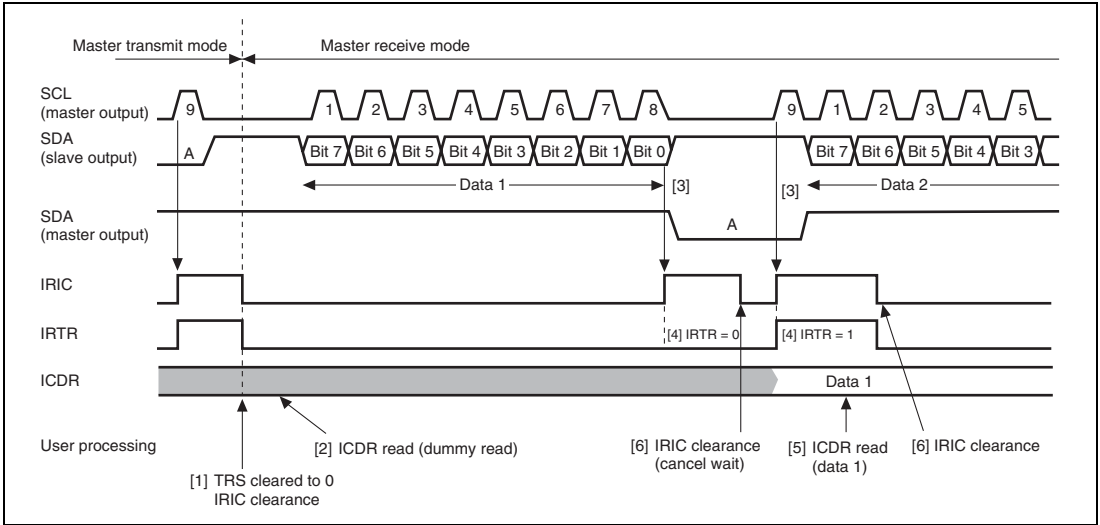 Master transmit mode
Master receive mode
SCL
(master output)
9
1
2
3
4
5
6
7
8
9
1
2
3
4
5
SDA
(slave output)
A
Bit 7
Bit 6
Bit 5
Bit 4
Bit 3
Bit 2
Bit 1
Bit 0
Bit 7
Bit 6
Bit 5
Bit 4
Bit 3
Data 1
[3]
[3]
Data 2
SDA
(master output)
A
IRIC
IRTR
[4] IRTR = 0
[4] IRTR = 1
ICDR
Data 1
User processing
[1] TRS cleared to 0
IRIC clearance
[2] ICDR read (dummy read)
[6] IRIC clearance
(cancel wait)
[5] ICDR read
(data 1)
[6] IRIC clearance